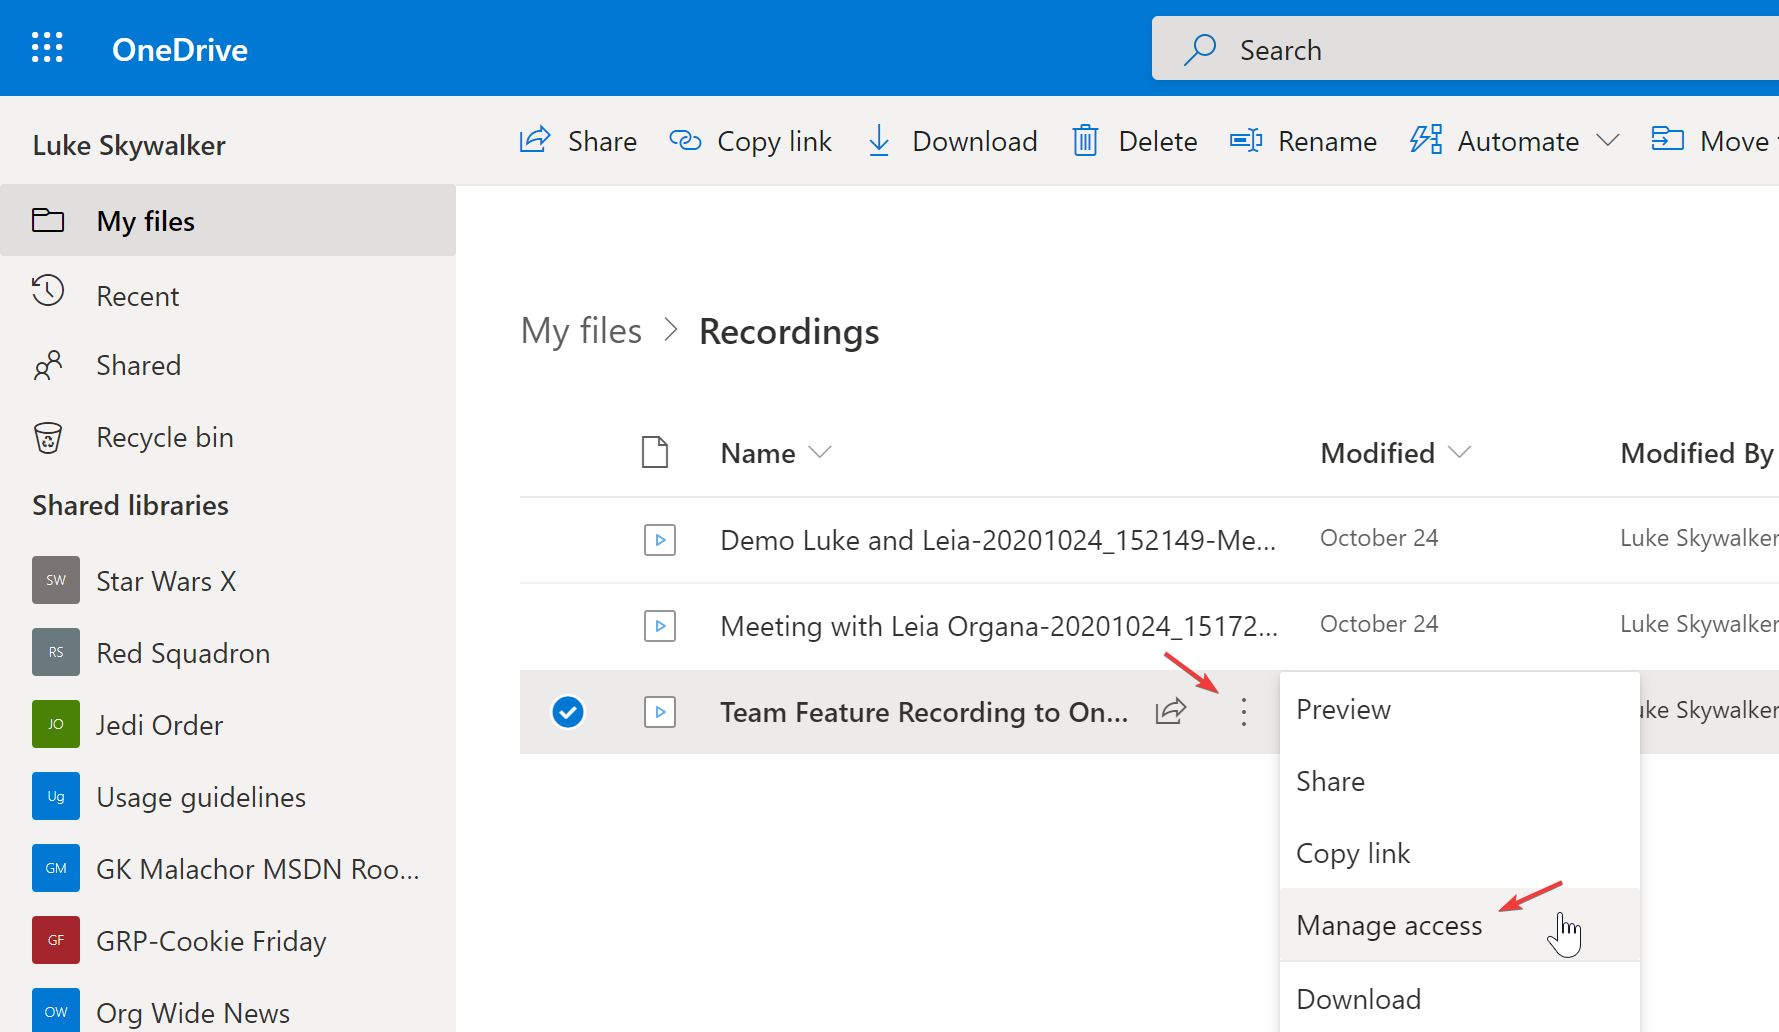 OneDrive
Search
Luke Skywalker
Share Copy link Download Delete Rename Automate Move
My files
Recent
Shared
Recycle bin
Shared libraries
SW Star Wars X
RS Red Squadron
JO Jedi Order
Ug Usage guidelines
GM GK Malachor MSDN Roo...
GF GRP-Cookie Friday
OW Org Wide News
My files > Recordings
Name Modified Modified By
Demo Luke and Leia-20201024_152149-Me... October 24 Luke Skywalker
Meeting with Leia Organa-20201024_15172... October 24 Luke Skywalker
Team Feature Recording to On... uke Skywalker
Preview
Share
Copy link
Manage access
Download